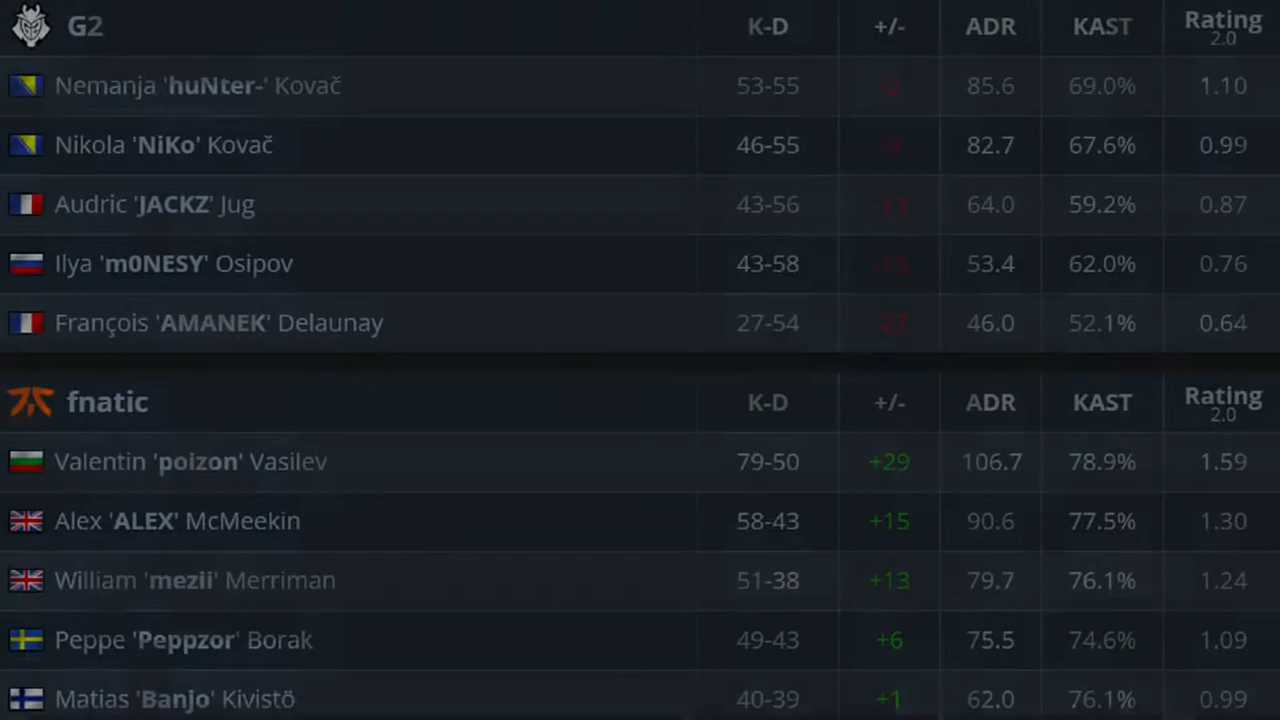 G2 K-D +/- ADR KAST Rating 2.0
Nemanja 'huNter-' Kovač 53-55 -2 85.6 69.0% 1.10
Nikola 'NiKo' Kovač 46-55 82.7 67.6% 0.99
Audric 'JACKZ' Jug 43-56 -13 64.0 59.2% 0.87
Ilya 'm0NESY' Osipov 43-58 -15 53.4 62.0% 0.76
François 'AMANEK' Delaunay 27-54 -27 46.0 52.1% 0.64
fnatic K-D +/- ADR KAST Rating 2.0
Valentin 'poizon' Vasilev 79-50 +29 106.7 78.9% 1.59
Alex 'ALEX' McMeekin 58-43 +15 90.6 77.5% 1.30
William 'mezii' Merriman 51-38 +13 79.7 76.1% 1.24
Peppe 'Peppzor' Borak 49-43 +6 75.5 74.6% 1.09
Matias 'Banjo' Kivistö 40-39 +1 62.0 76.1% 0.99